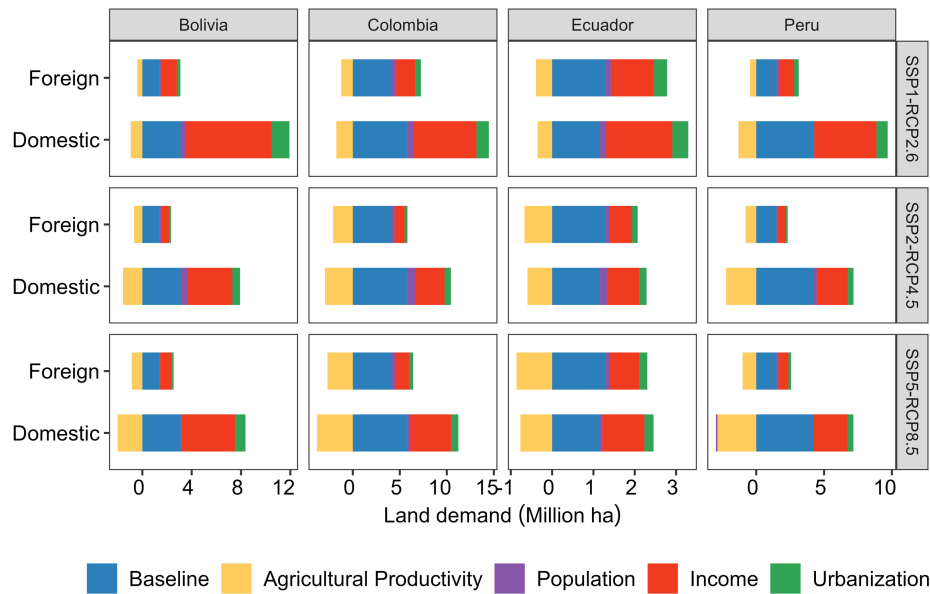 Bolivia Colombia Ecuador Peru
Foreign
Domestic
SSP1-RCP2.6
Foreign
Domestic
SSP2-RCP4.5
Foreign
Domestic
SSP5-RCP8.5
0 4 8 12 0 5 10 15 -1 0 1 2 3 0 5 10
Land demand (Million ha)
Baseline Agricultural Productivity Population Income Urbanization